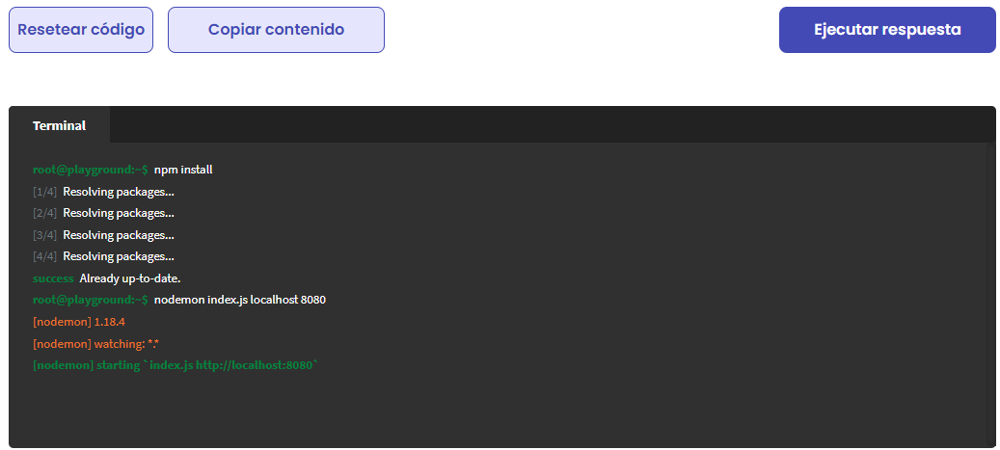 Resetear código
Copiar contenido
Ejecutar respuesta
Terminal
root@playground:~$ npm install
[1/4] Resolving packages...
[2/4] Resolving packages...
[3/4] Resolving packages...
[4/4] Resolving packages...
success Already up-to-date.
root@playground:~$ nodemon index.js localhost 8080
[nodemon] 1.18.4
[nodemon] watching: *.*
[nodemon] starting `index.js http://localhost:8080`